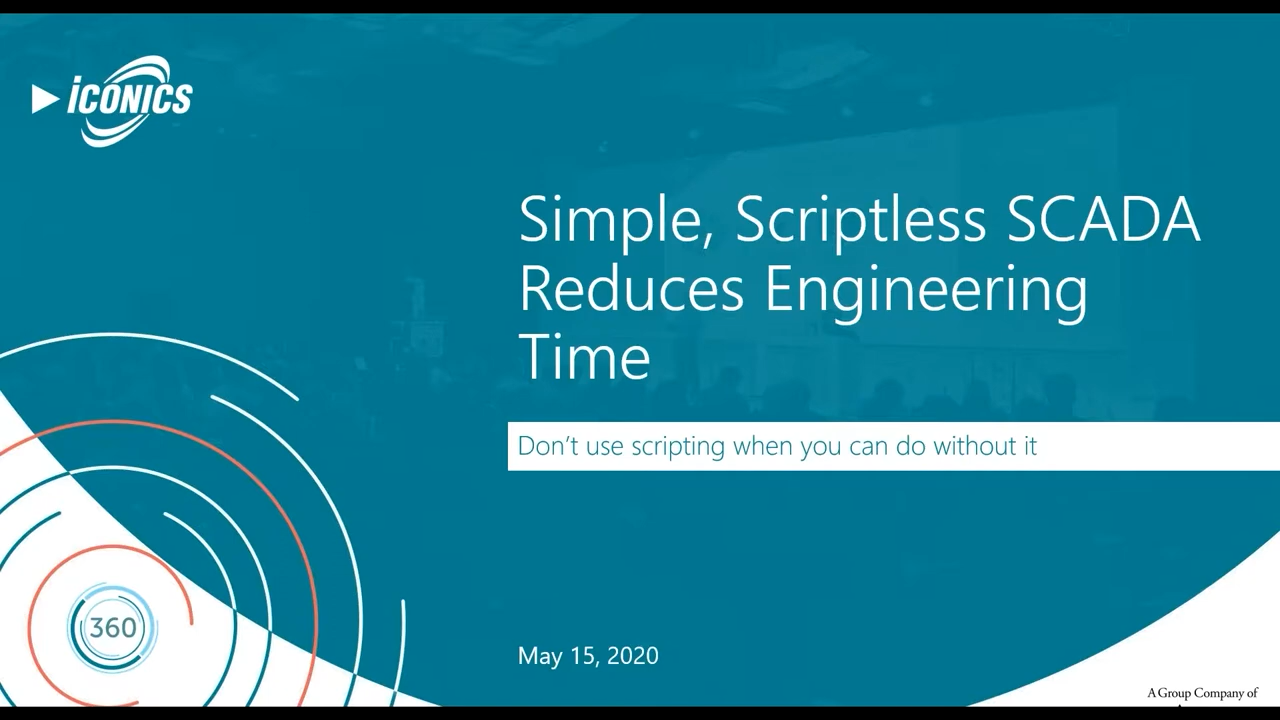 ICONICS
Simple, Scriptless SCADA
Reduces Engineering
Time
Don't use scripting when you can do without it
360
May 15, 2020
A Group Company of